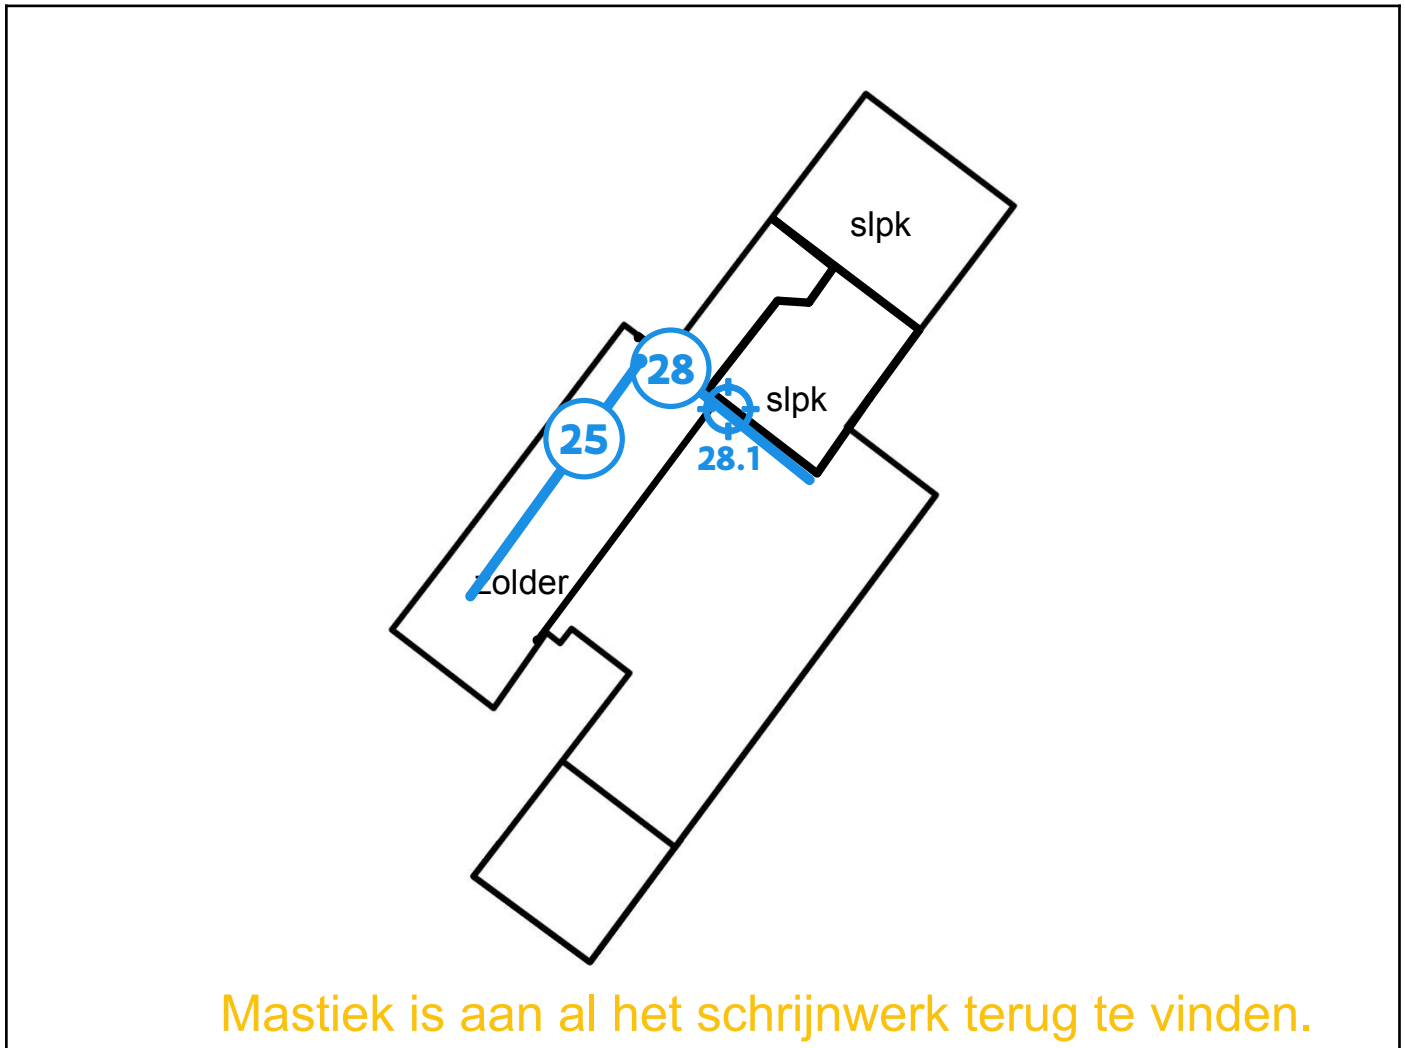 slpk
28
slpk
25
28.1
zolder
Mastiek is aan al het schrijnwerk terug te vinden.